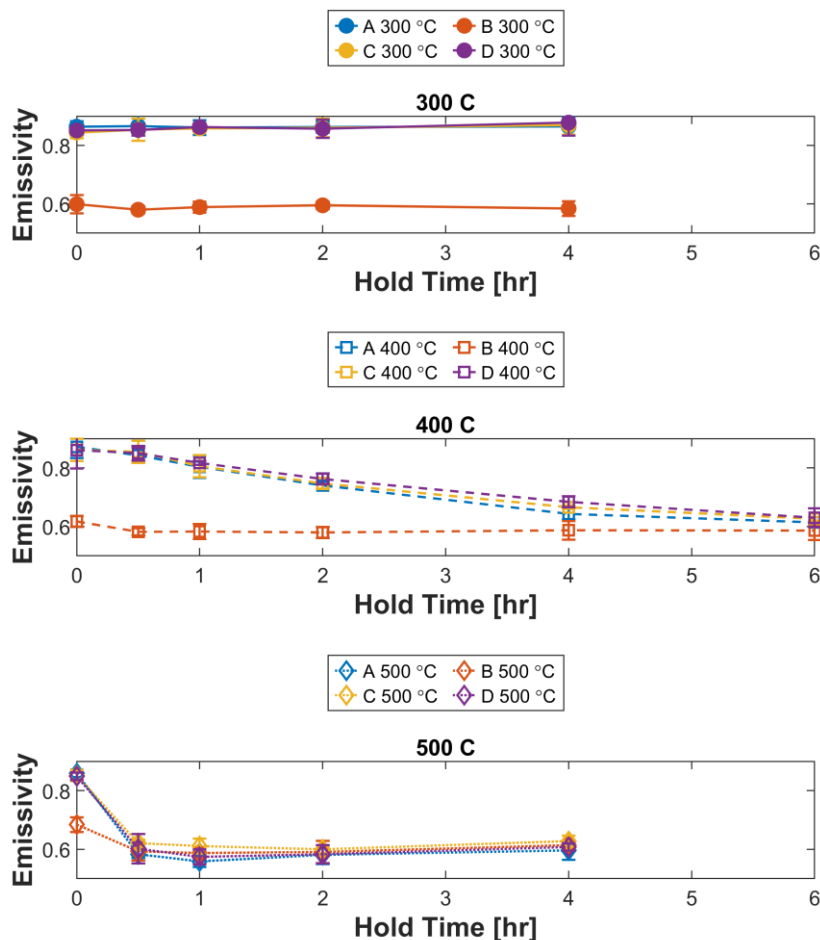 A 300 °C B 300 °C
C 300 °C D 300 °C
300 C
0.8
0.6
Emissivity
0 1 2 3 4 5 6
Hold Time [hr]
A 400 °C B 400 °C
C 400 °C D 400 °C
400 C
0.8
0.6
Emissivity
0 1 2 3 4 5 6
Hold Time [hr]
A 500 °C B 500 °C
C 500 °C D 500 °C
500 C
0.8
0.6
Emissivity
0 1 2 3 4 5 6
Hold Time [hr]